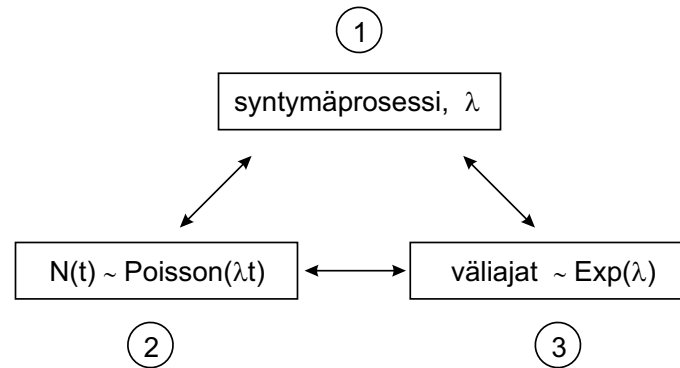 1
syntymäprosessi, λ
N(t) ~ Poisson(λt)
väliajat ~ Exp(λ)
2
3